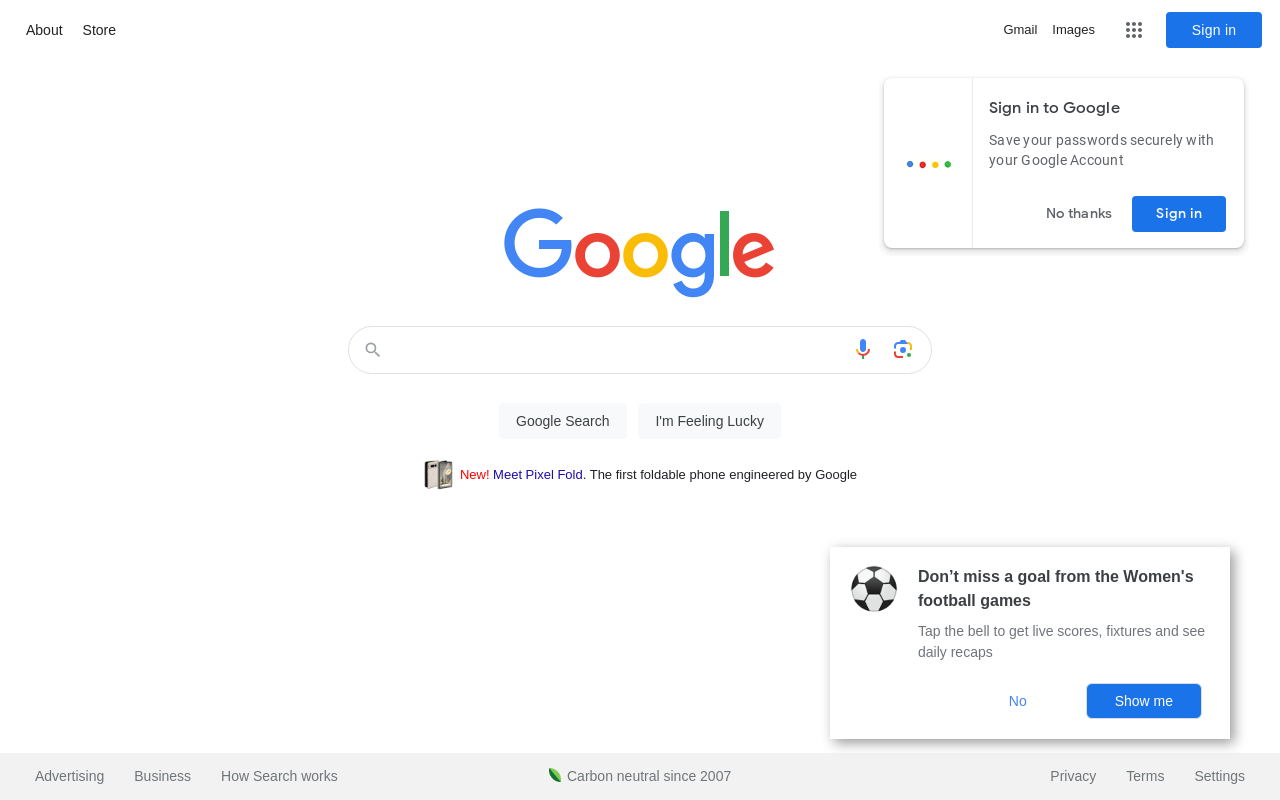 About Store Gmail Images Sign in
Sign in to Google
Save your passwords securely with
your Google Account
No thanks Sign in
Google
Google Search I'm Feeling Lucky
New! Meet Pixel Fold. The first foldable phone engineered by Google
Don’t miss a goal from the Women's
football games
Tap the bell to get live scores, fixtures and see
daily recaps
No Show me
Advertising Business How Search works Carbon neutral since 2007 Privacy Terms Settings